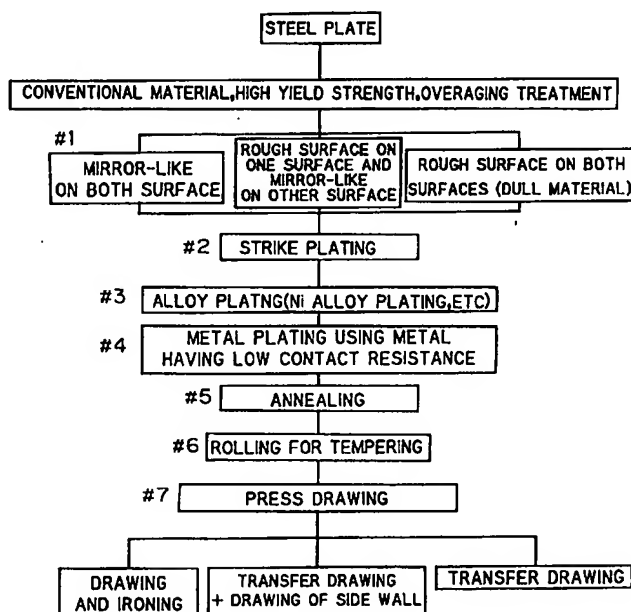 STEEL PLATE
CONVENTIONAL MATERIAL,HIGH YIELD STRENGTH,OVERAGING TREATMENT
#1
MIRROR-LIKE
ON BOTH SURFACE
ROUGH SURFACE ON
ONE SURFACE AND
MIRROR-LIKE
ON OTHER SURFACE
ROUGH SURFACE ON BOTH
SURFACES (DULL MATERIAL)
#2 STRIKE PLATING
#3 ALLOY PLATNG(Ni ALLOY PLATING,ETC)
#4 METAL PLATING USING METAL
HAVING LOW CONTACT RESISTANCE
#5 ANNEALING
#6 ROLLING FOR TEMPERING
#7 PRESS DRAWING
DRAWING
AND IRONING
TRANSFER DRAWING
+ DRAWING OF SIDE WALL
TRANSFER DRAWING